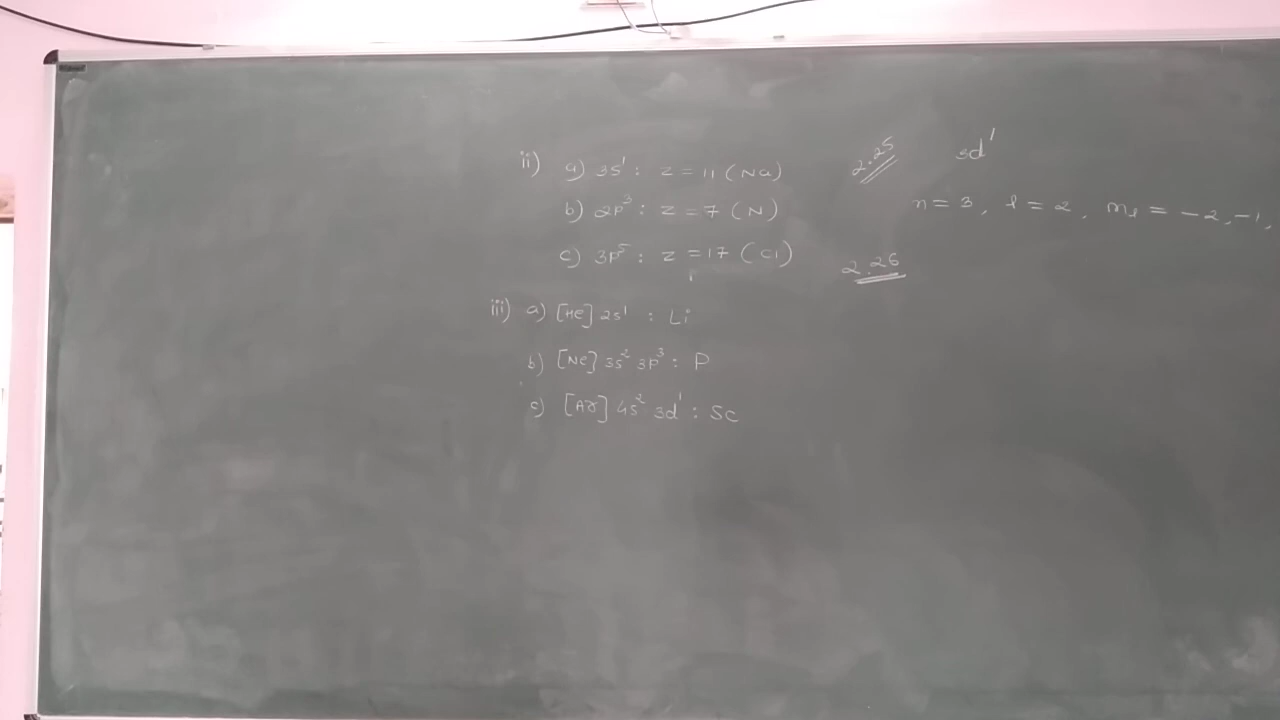 ii) a) 3s¹ : Z = 11 (Na)
b) 2p³ : Z = 7 (N)
c) 3p⁵ : Z = 17 (Cl)
iii) a) [He] 2s¹ : Li
b) [Ne] 3s² 3p³ : P
c) [Ar] 4s² 3d¹ : Sc
2.25 3d¹
n = 3, l = 2, mₗ = -2, -1,
2.26